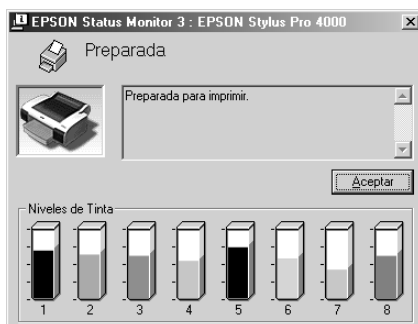 EPSON Status Monitor 3 : EPSON Stylus Pro 4000
Preparada
Preparada para imprimir.
Aceptar
Niveles de Tinta
1 2 3 4 5 6 7 8